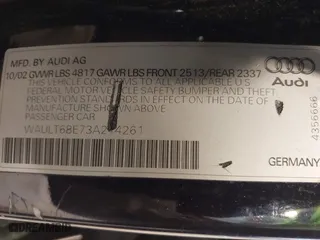 MFD. BY AUDI AG
10/02 GVWR LBS 4817 GAWR LBS FRONT 2513/REAR 2337
THIS VEHICLE CONFORMS TO ALL APPLICABLE
FEDERAL MOTOR VEHICLE SAFETY BUMPER AND
THEFT PREVENTION STANDARDS IN EFFECT ON DATE OF
MANUFACTURE SHOWN ABOVE.
PASSENGER CAR
Audi
4356666
GERMANY